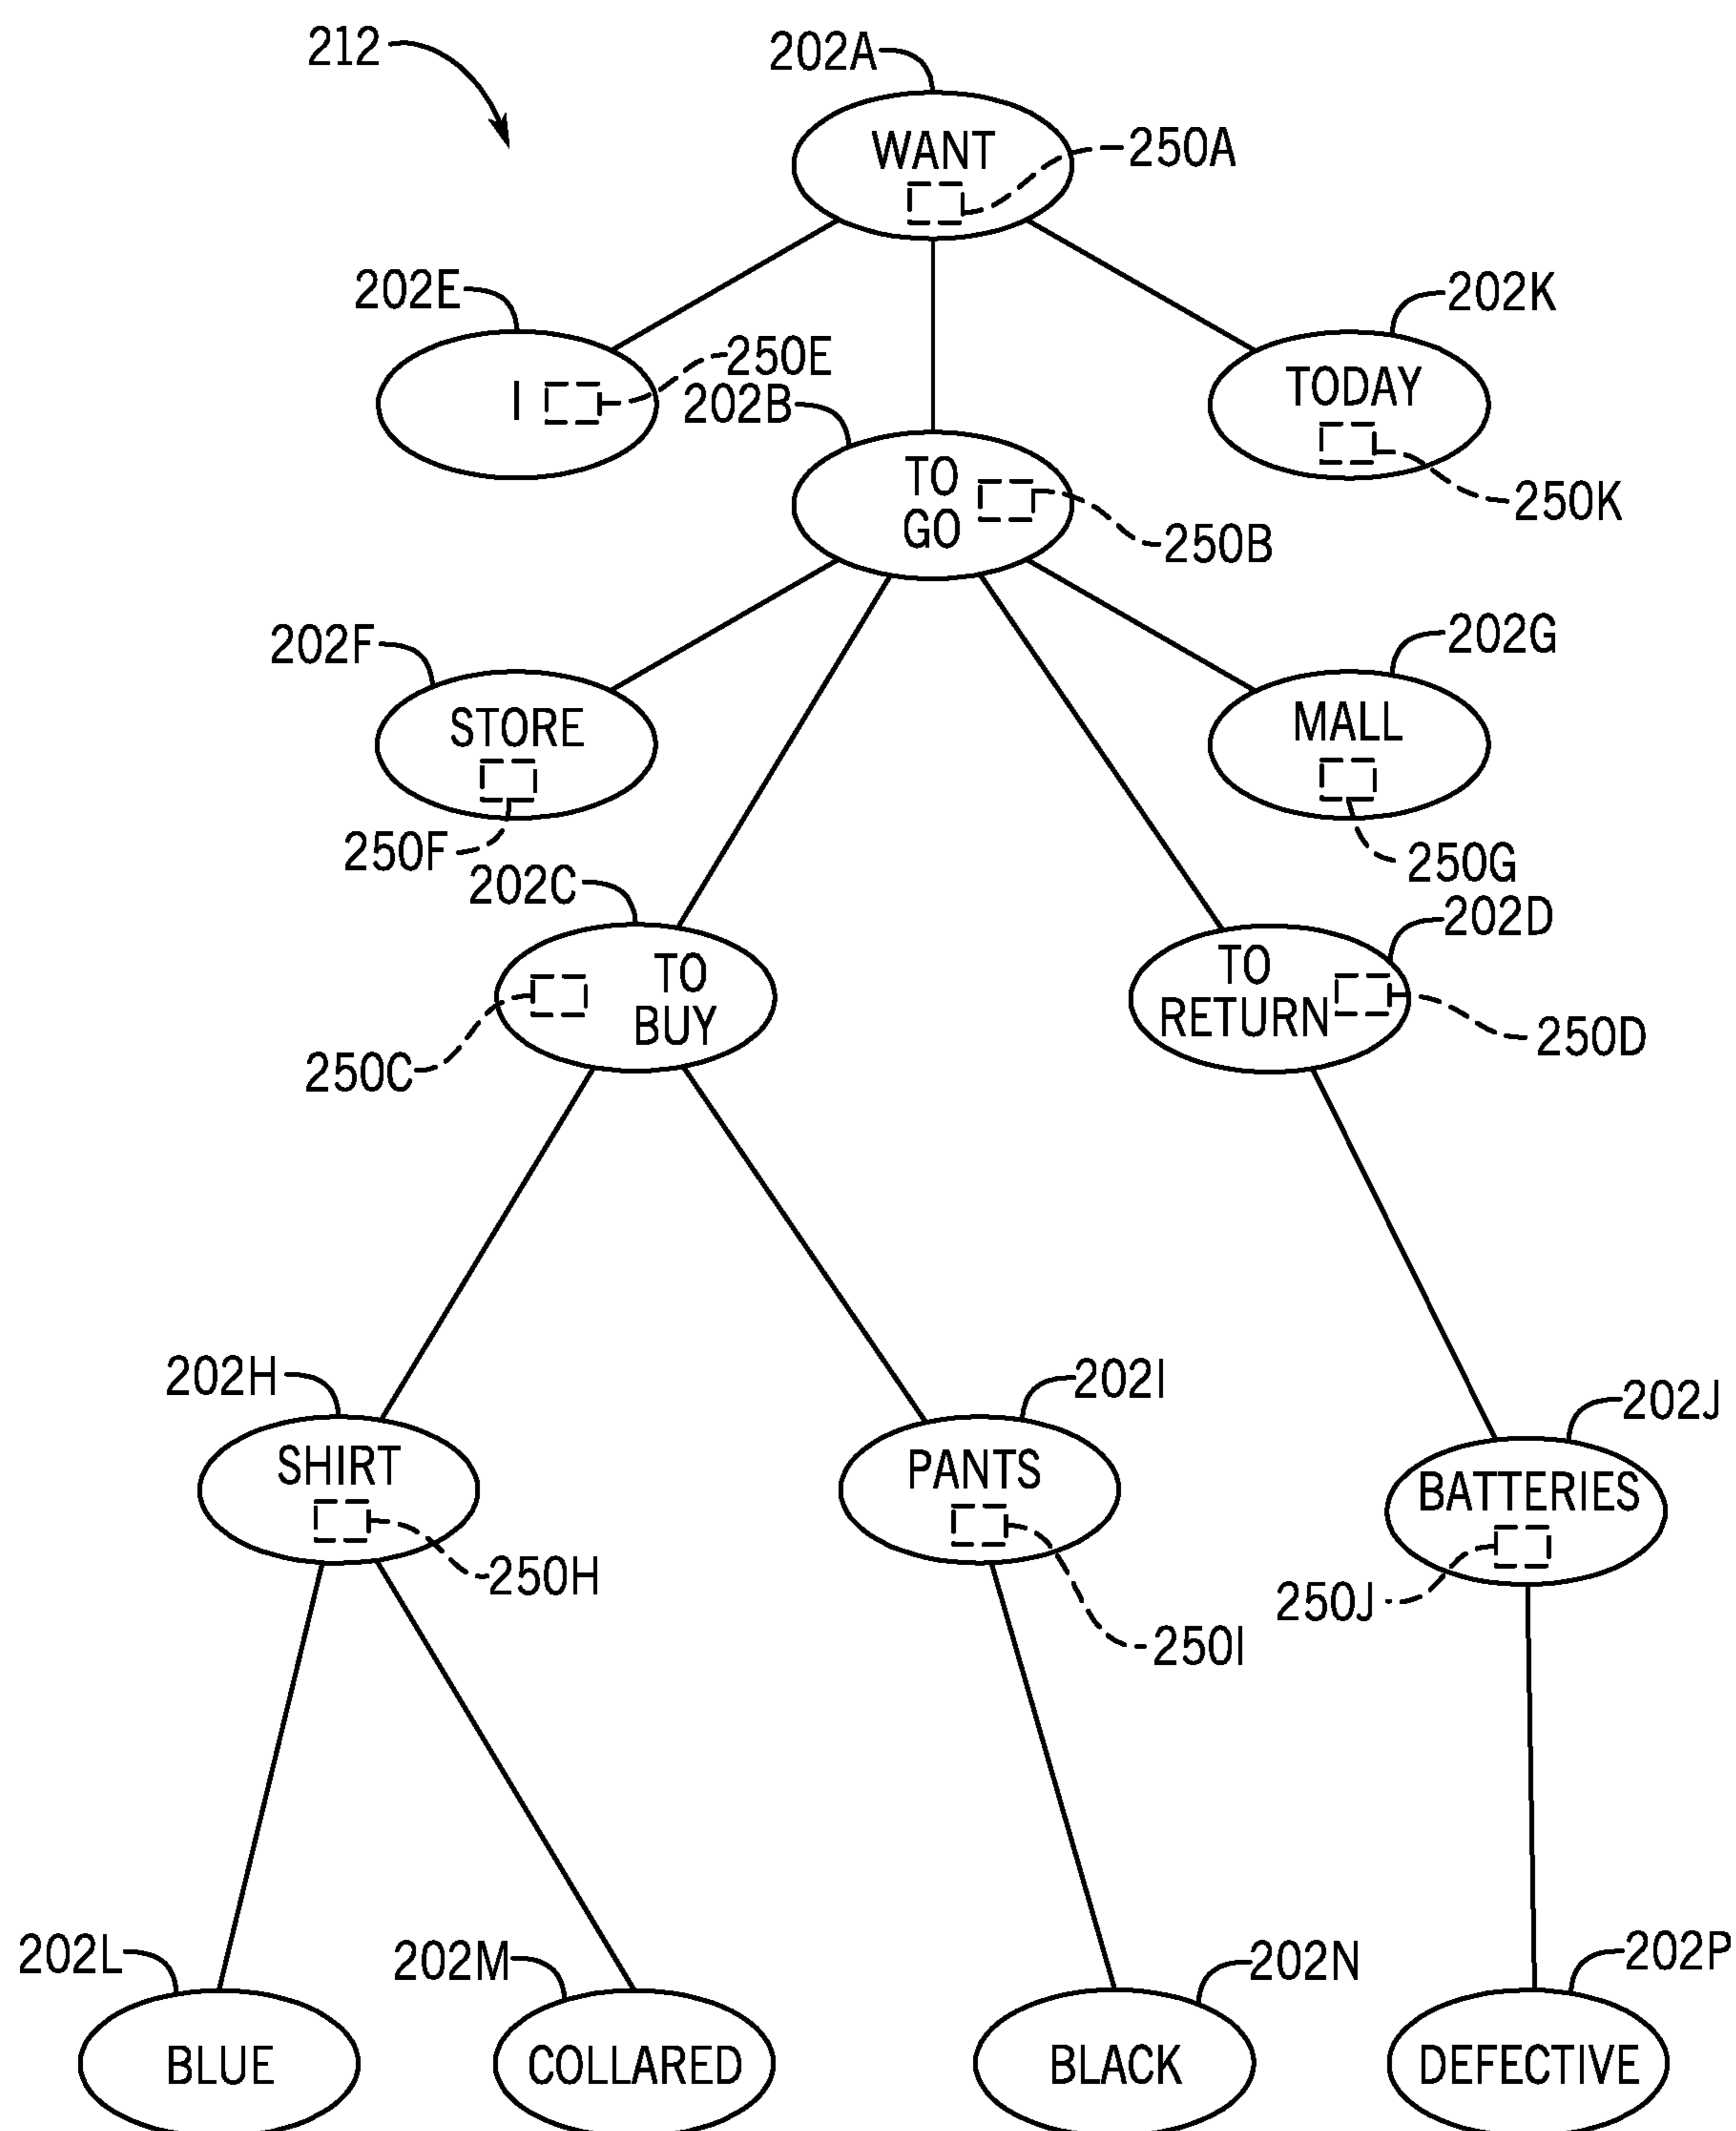 212
202A
WANT
250A
202E
202K
I
250E
TODAY
202B
TO
GO
250K
250B
202F
202G
STORE
MALL
250F
250G
202C
202D
TO
BUY
TO
RETURN
250C
250D
202H
202I
202J
SHIRT
PANTS
BATTERIES
250H
250I
250J
202L
202M
202N
202P
BLUE
COLLARED
BLACK
DEFECTIVE